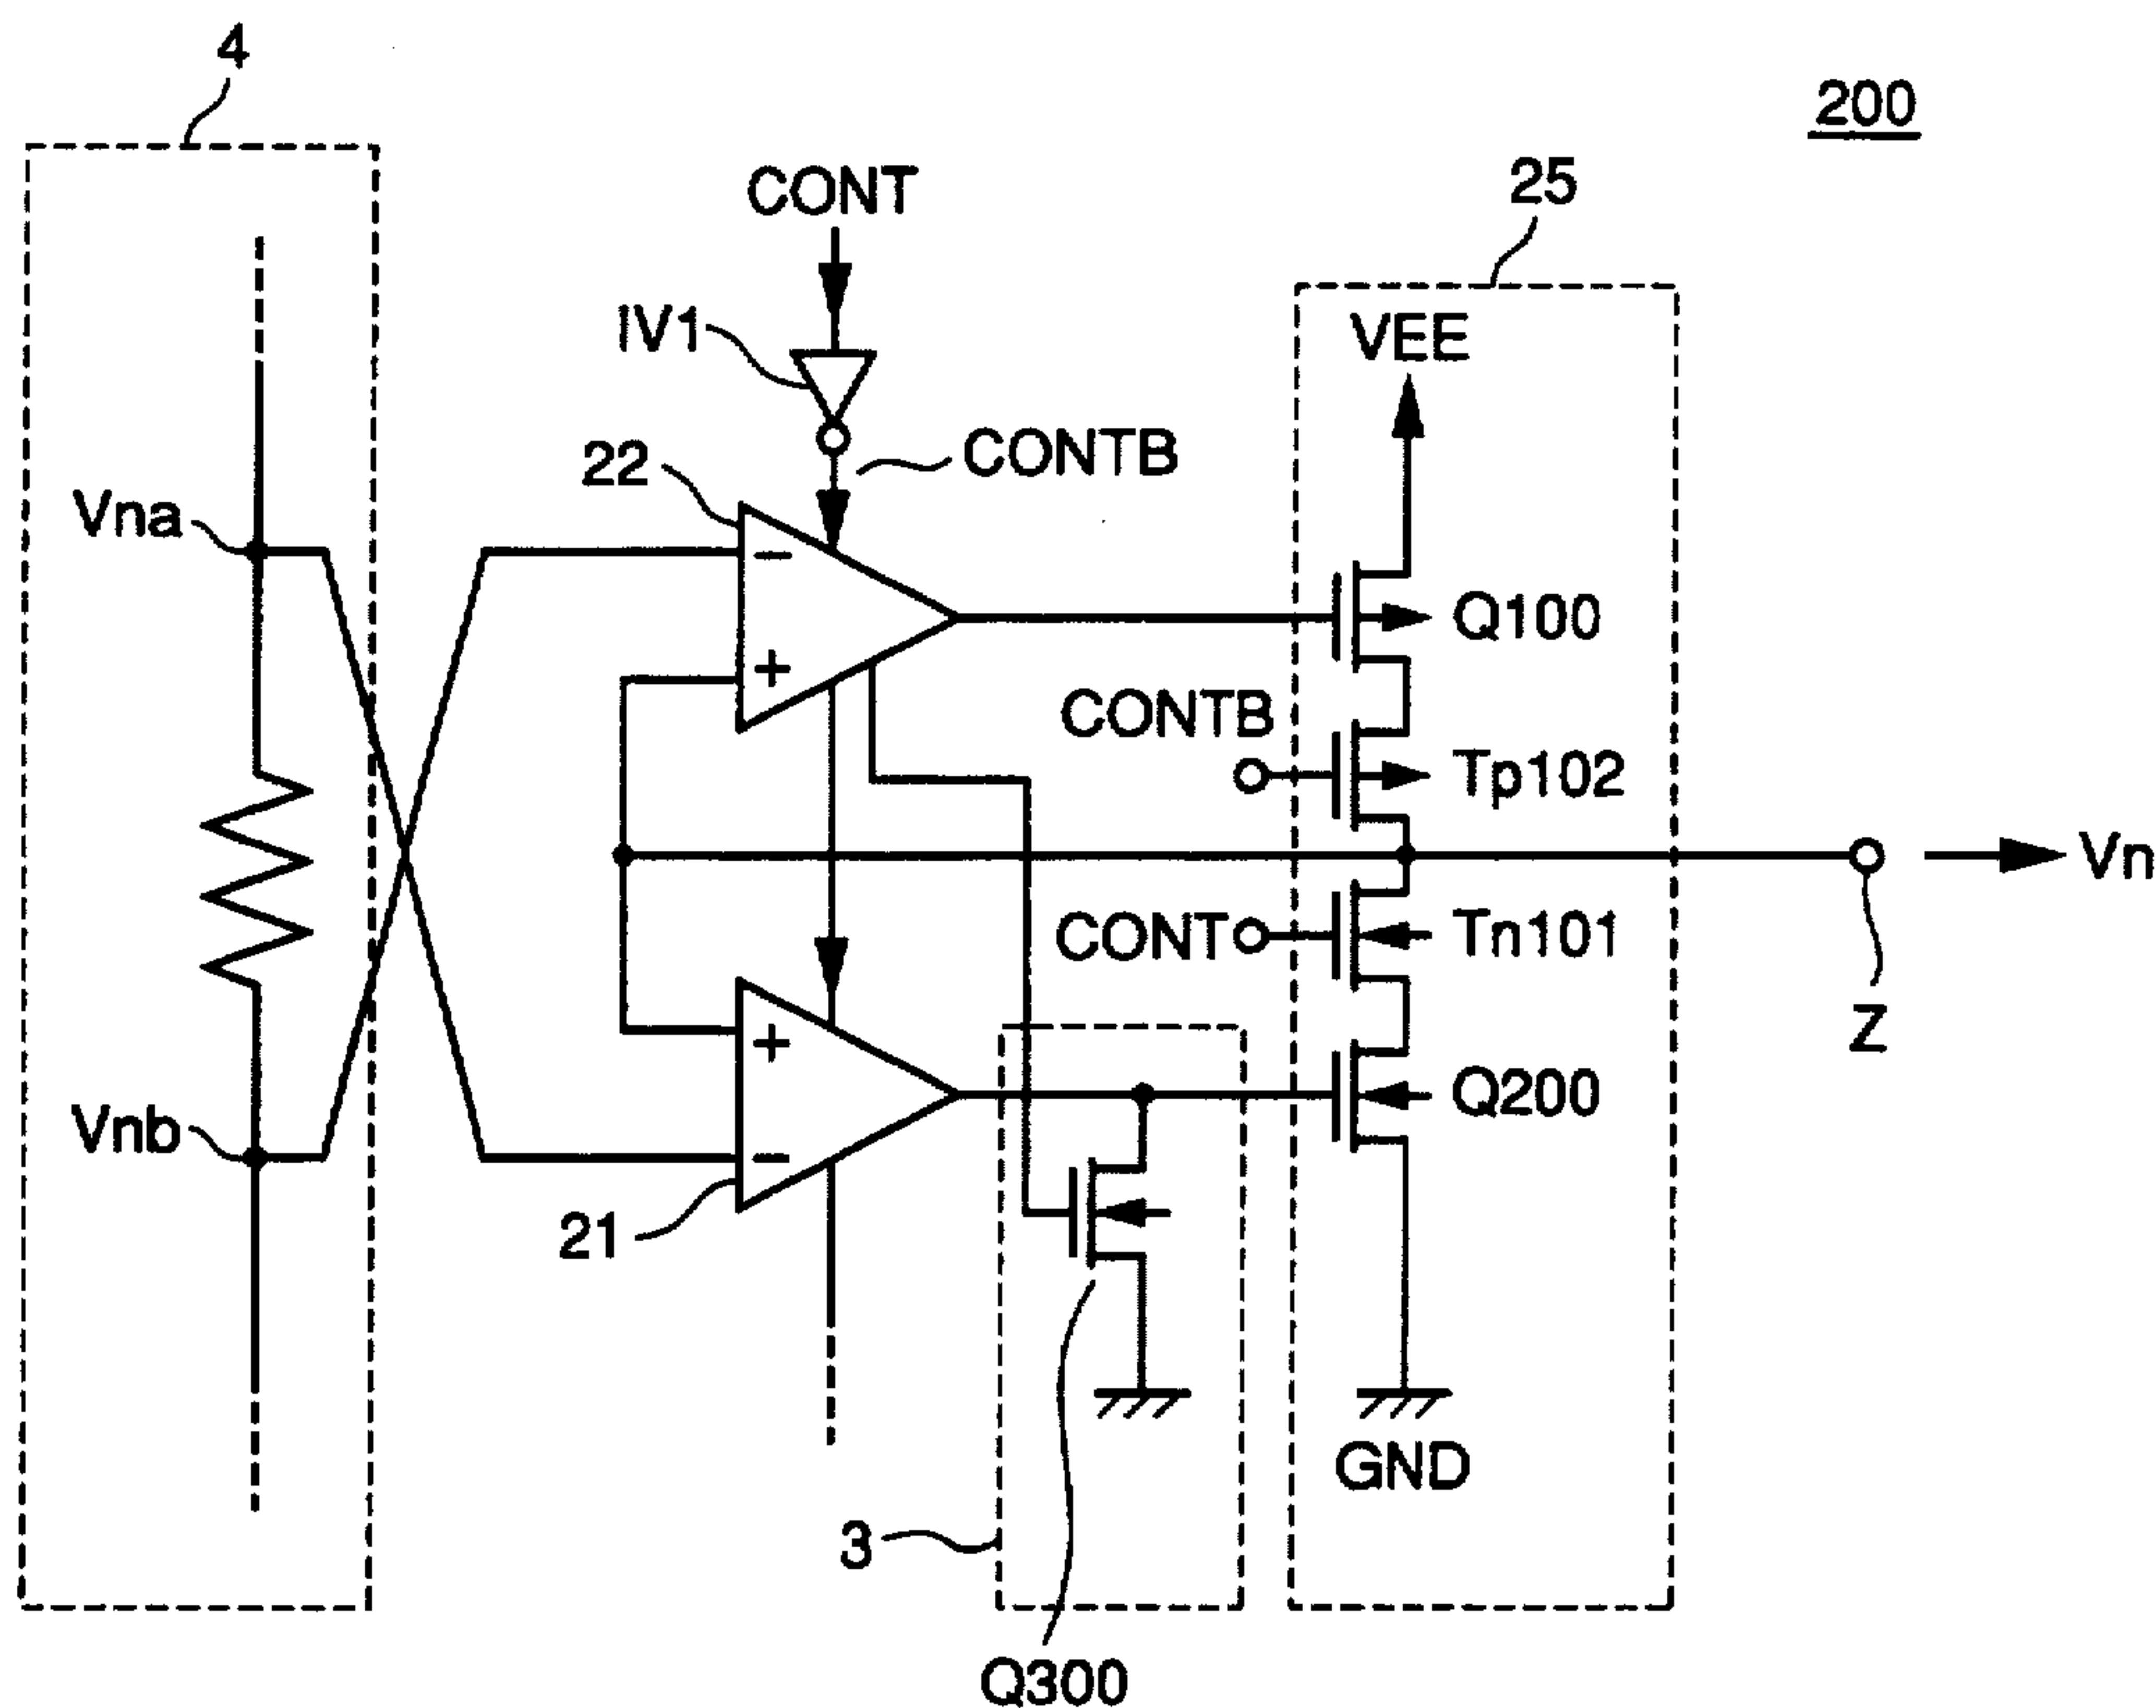 4
200
CONT
25
IV1
VEE
22
CONTB
Vna
−
Q100
+
CONTB
Tp102
Vn
CONT
Tn101
Z
+
Vnb
Q200
−
21
GND
3
Q300